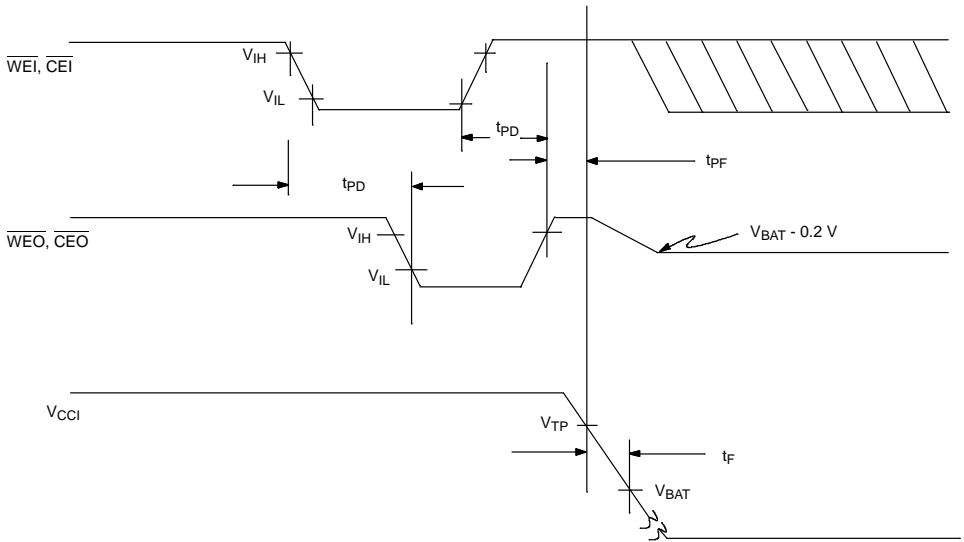 VIH
WEI, CEI
VIL
tPD
tPF
tPD
VIH
WEO, CEO
VBAT - 0.2 V
VIL
VCCI
VTP
tF
VBAT